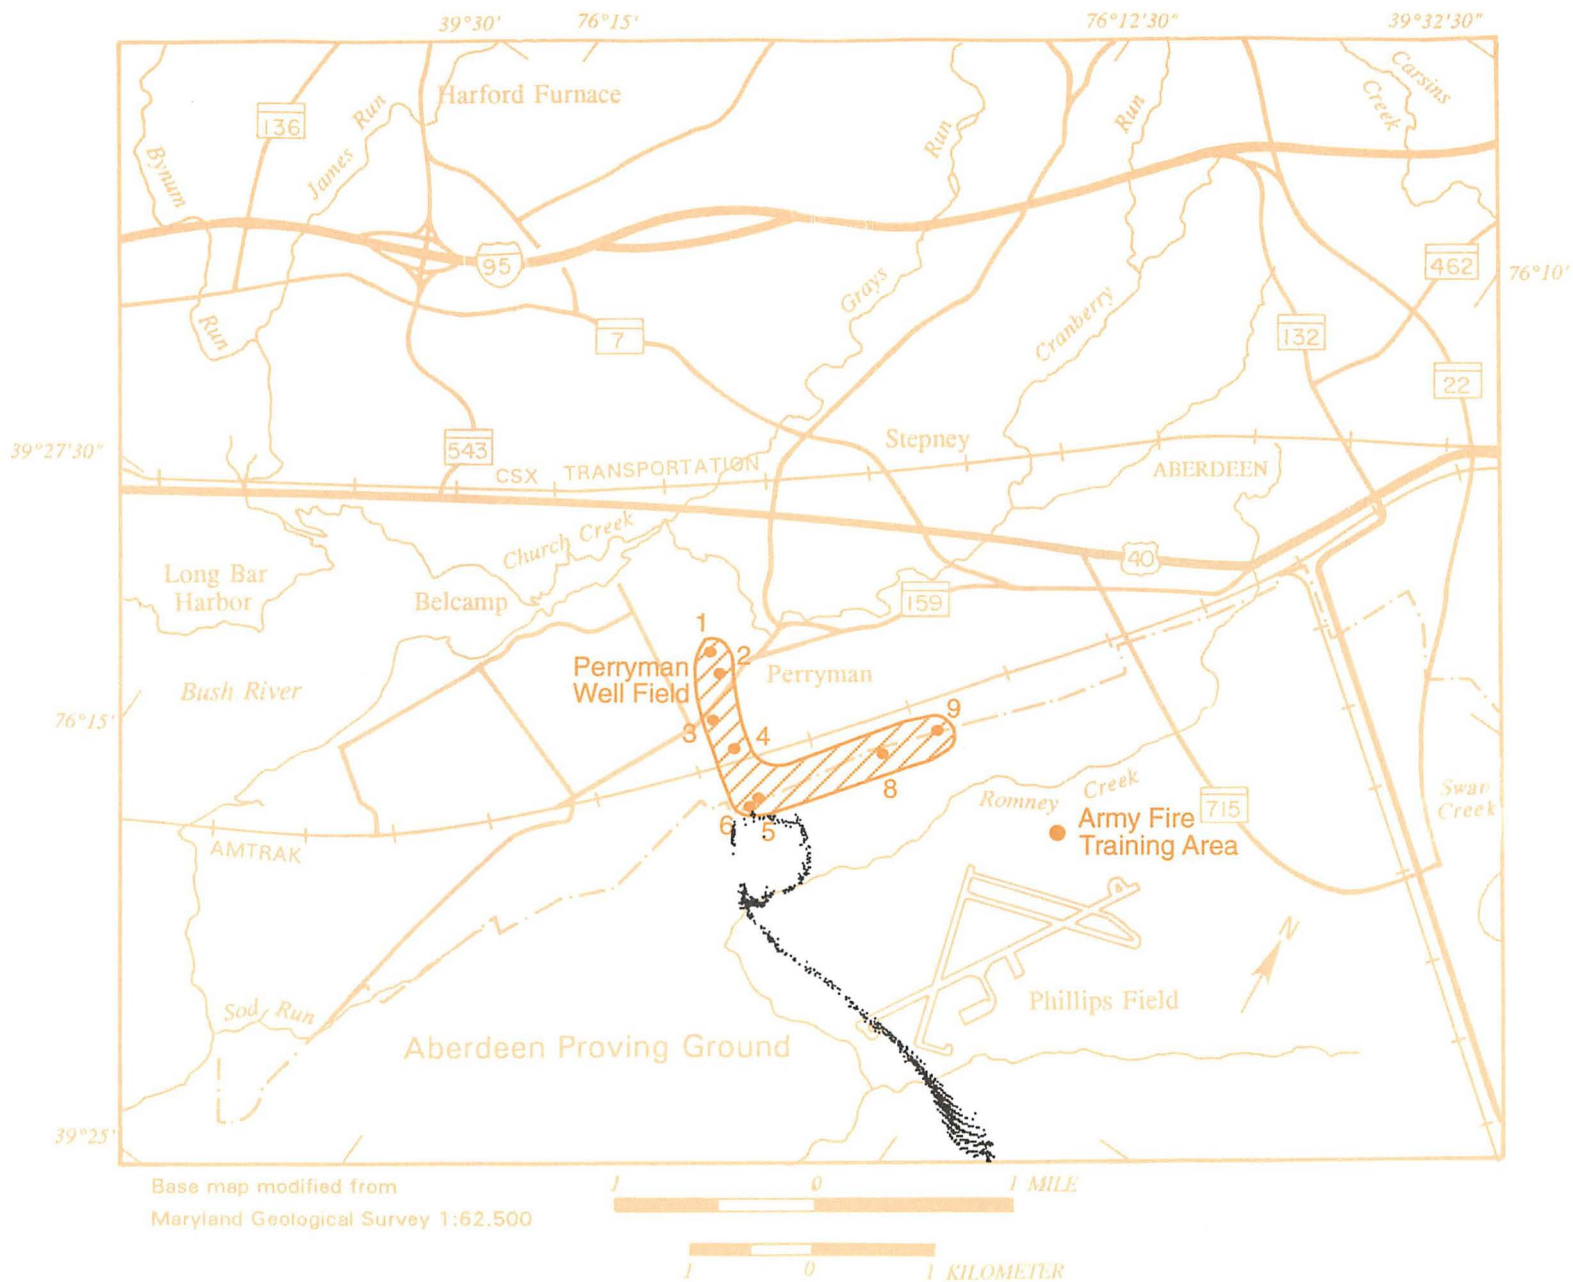 39°30'
76°15'
76°12'30"
39°32'30"
Harford Furnace
136
James Run
Bynum
Run
Run
Grays
Run
Cranberry
Carsins
Creek
95
462
76°10'
7
132
22
543
39°27'30"
CSX TRANSPORTATION
Stepney
ABERDEEN
Church Creek
40
Long Bar
Harbor
Belcamp
159
1
2
Perryman
Well Field
Perryman
Bush River
76°15'
3
4
9
8
6
5
Romney Creek
715
Army Fire
Training Area
Swan
Creek
AMTRAK
N
Sod Run
Phillips Field
Aberdeen Proving Ground
39°25'
Base map modified from
Maryland Geological Survey 1:62.500
1 0 1 MILE
1 0 1 KILOMETER